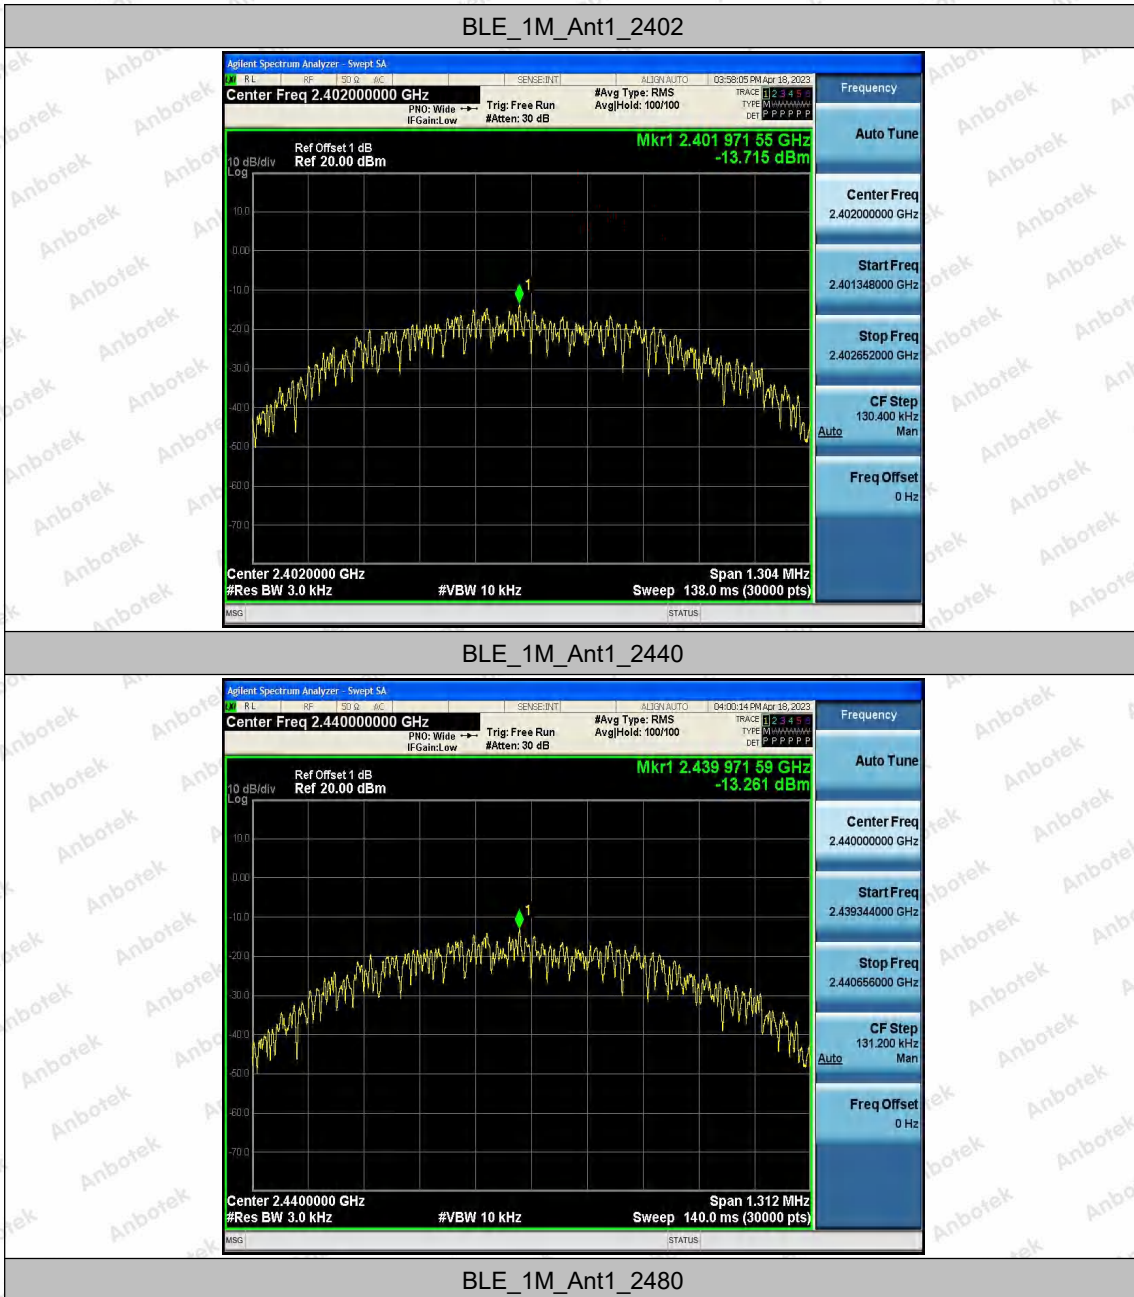 BLE_1M_Ant1_2402
Agilent Spectrum Analyzer - Swept SA
RL RF 50 Ω AC SENSE:INT ALIGN AUTO 03:58:05 PM Apr 18, 2023
Center Freq 2.402000000 GHz
PNO: Wide
IFGain:Low
Trig: Free Run
#Atten: 30 dB
#Avg Type: RMS
Avg|Hold: 100/100
TRACE 1 2 3 4 5 6
TYPE M
DET P P P P P P
Frequency
Mkr1 2.401 971 55 GHz
-13.715 dBm
Ref Offset 1 dB
10 dB/div Ref 20.00 dBm
Log
10.0
0.00
-10.0
-20.0
-30.0
-40.0
-50.0
-60.0
-70.0
1
Center 2.4020000 GHz Span 1.304 MHz
#Res BW 3.0 kHz #VBW 10 kHz Sweep 138.0 ms (30000 pts)
MSG STATUS
Auto Tune
Center Freq
2.402000000 GHz
Start Freq
2.401348000 GHz
Stop Freq
2.402652000 GHz
CF Step
130.400 kHz
Auto Man
Freq Offset
0 Hz
BLE_1M_Ant1_2440
Agilent Spectrum Analyzer - Swept SA
RL RF 50 Ω AC SENSE:INT ALIGN AUTO 04:00:14 PM Apr 18, 2023
Center Freq 2.440000000 GHz
PNO: Wide
IFGain:Low
Trig: Free Run
#Atten: 30 dB
#Avg Type: RMS
Avg|Hold: 100/100
TRACE 1 2 3 4 5 6
TYPE M
DET P P P P P P
Frequency
Mkr1 2.439 971 59 GHz
-13.261 dBm
Ref Offset 1 dB
10 dB/div Ref 20.00 dBm
Log
10.0
0.00
-10.0
-20.0
-30.0
-40.0
-50.0
-60.0
-70.0
1
Center 2.4400000 GHz Span 1.312 MHz
#Res BW 3.0 kHz #VBW 10 kHz Sweep 140.0 ms (30000 pts)
MSG STATUS
Auto Tune
Center Freq
2.440000000 GHz
Start Freq
2.439344000 GHz
Stop Freq
2.440656000 GHz
CF Step
131.200 kHz
Auto Man
Freq Offset
0 Hz
BLE_1M_Ant1_2480
Anbotek